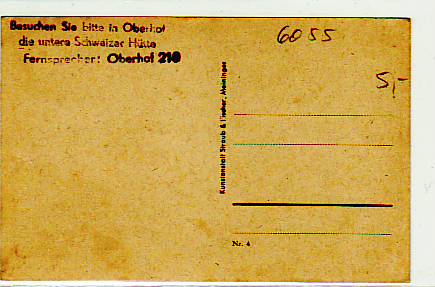 Besuchen Sie bitte in Oberhof
die untere Schweizer Hütte
Fernsprecher: Oberhof 210
6055
5,-
Kunstanstalt Straub & Fischer, Meiningen
Nr. 4